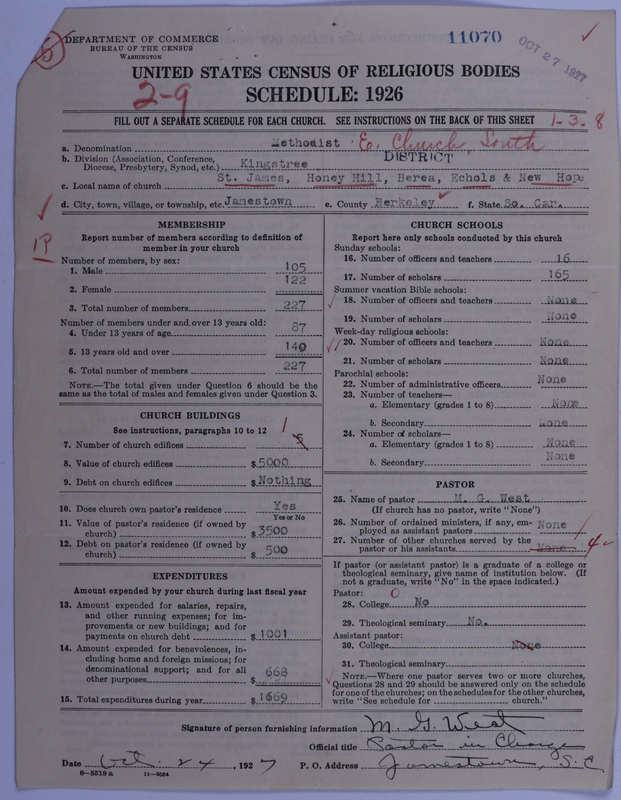 5
DEPARTMENT OF COMMERCE
BUREAU OF THE CENSUS
WASHINGTON
11070
OCT 27 1927
UNITED STATES CENSUS OF RELIGIOUS BODIES
2-9
SCHEDULE: 1926
FILL OUT A SEPARATE SCHEDULE FOR EACH CHURCH. SEE INSTRUCTIONS ON THE BACK OF THIS SHEET
1-3-8
a. Denomination Methodist E. Church, South
b. Division (Association, Conference, Diocese, Presbytery, Synod, etc.) Kingstree DISTRICT
c. Local name of church St. James, Honey Hill, Berea, Echols & New Hope
d. City, town, village, or township, etc. Jamestown e. County Berkeley f. State So. Car.
MEMBERSHIP
Report number of members according to definition of
member in your church
Number of members, by sex:
1. Male 105
2. Female 122
3. Total number of members 227
Number of members under and over 13 years old:
4. Under 13 years of age 87
5. 13 years old and over 140
6. Total number of members 227
NOTE.—The total given under Question 6 should be the
same as the total of males and females given under Question 3.
CHURCH BUILDINGS
See instructions, paragraphs 10 to 12
7. Number of church edifices 5 1
8. Value of church edifices $ 5000
9. Debt on church edifices $ Nothing
10. Does church own pastor's residence Yes
Yes or No
11. Value of pastor's residence (if owned by
church) $ 3500
12. Debt on pastor's residence (if owned by
church) $ 500
EXPENDITURES
Amount expended by your church during last fiscal year
13. Amount expended for salaries, repairs,
and other running expenses; for im-
provements or new buildings; and for
payments on church debt $ 1001
14. Amount expended for benevolences, in-
cluding home and foreign missions; for
denominational support; and for all
other purposes $ 668
15. Total expenditures during year $ 1669
CHURCH SCHOOLS
Report here only schools conducted by this church
Sunday schools:
16. Number of officers and teachers 16
17. Number of scholars 165
Summer vacation Bible schools:
18. Number of officers and teachers None
19. Number of scholars None
Week-day religious schools:
20. Number of officers and teachers None
21. Number of scholars None
Parochial schools:
22. Number of administrative officers None
23. Number of teachers—
a. Elementary (grades 1 to 8) None
b. Secondary None
24. Number of scholars—
a. Elementary (grades 1 to 8) None
b. Secondary None
PASTOR
25. Name of pastor M. G. West
(If church has no pastor, write "None")
26. Number of ordained ministers, if any, em-
ployed as assistant pastors None
27. Number of other churches served by the
pastor or his assistants None 4
If pastor (or assistant pastor) is a graduate of a college or
theological seminary, give name of institution below. (If
not a graduate, write "No" in the space indicated.)
Pastor: 0
28. College No
29. Theological seminary No.
Assistant pastor:
30. College None
31. Theological seminary
NOTE.—Where one pastor serves two or more churches,
Questions 28 and 29 should be answered only on the schedule
for one of the churches; on the schedules for the other churches,
write "See schedule for church."
Signature of person furnishing information M. G. West
Official title Pastor in Charge
Date Oct. 24, 1927 P. O. Address Jamestown, S.C
8—5518 a 11—9034